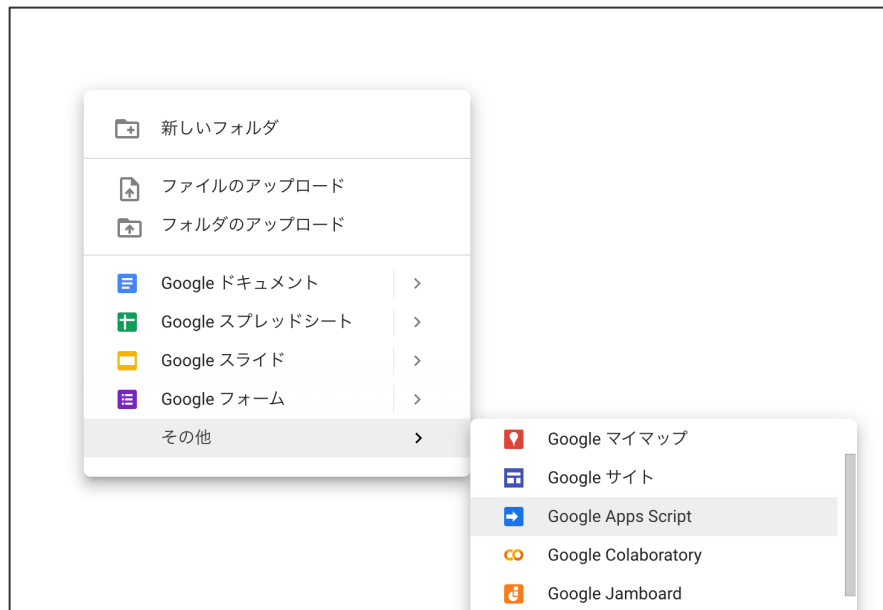 新しいフォルダ
ファイルのアップロード
フォルダのアップロード
Google ドキュメント
Google スプレッドシート
Google スライド
Google フォーム
その他
Google マイマップ
Google サイト
Google Apps Script
Google Colaboratory
Google Jamboard